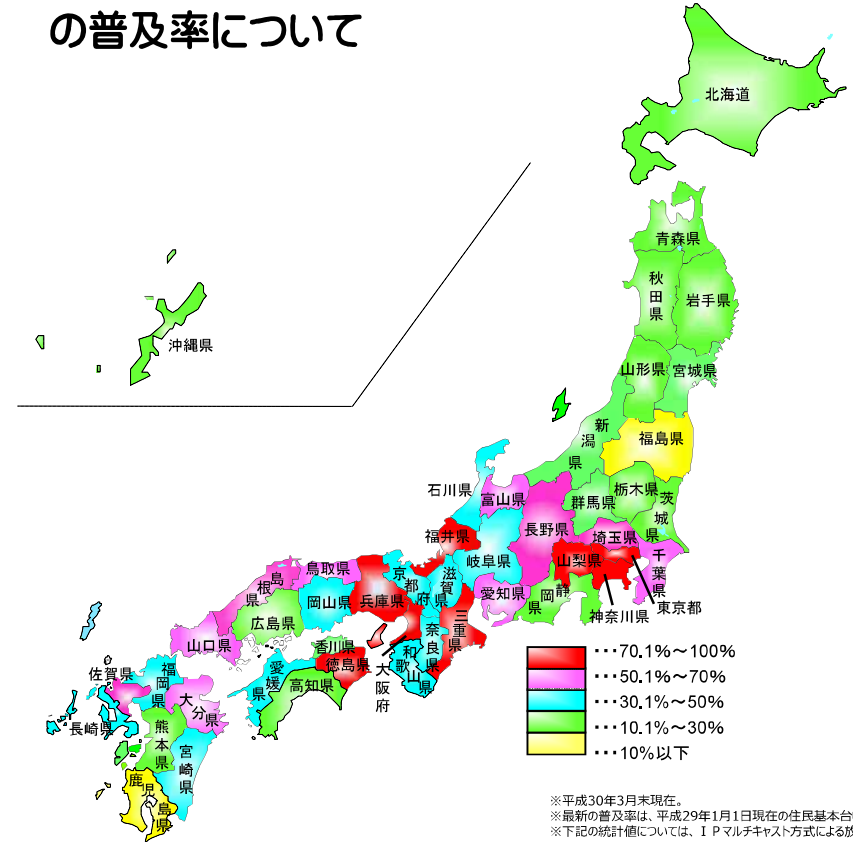 の普及率について
北海道
青森県
秋田県
岩手県
沖縄県
山形県
宮城県
新潟県
福島県
石川県
富山県
群馬県
栃木県
茨城県
福井県
長野県
埼玉県
岐阜県
山梨県
千葉県
京都府
滋賀県
鳥取県
島根県
岡山県
兵庫県
愛知県
静岡県
神奈川県
東京都
広島県
三重県
奈良県
和歌山県
大阪府
山口県
香川県
徳島県
愛媛県
高知県
佐賀県
福岡県
大分県
長崎県
熊本県
宮崎県
鹿児島県
…70.1%～100%
…50.1%～70%
…30.1%～50%
…10.1%～30%
…10%以下
※平成30年3月末現在。
※最新の普及率は、平成29年1月1日現在の住民基本台
※下記の統計値については、ＩＰマルチキャスト方式による放